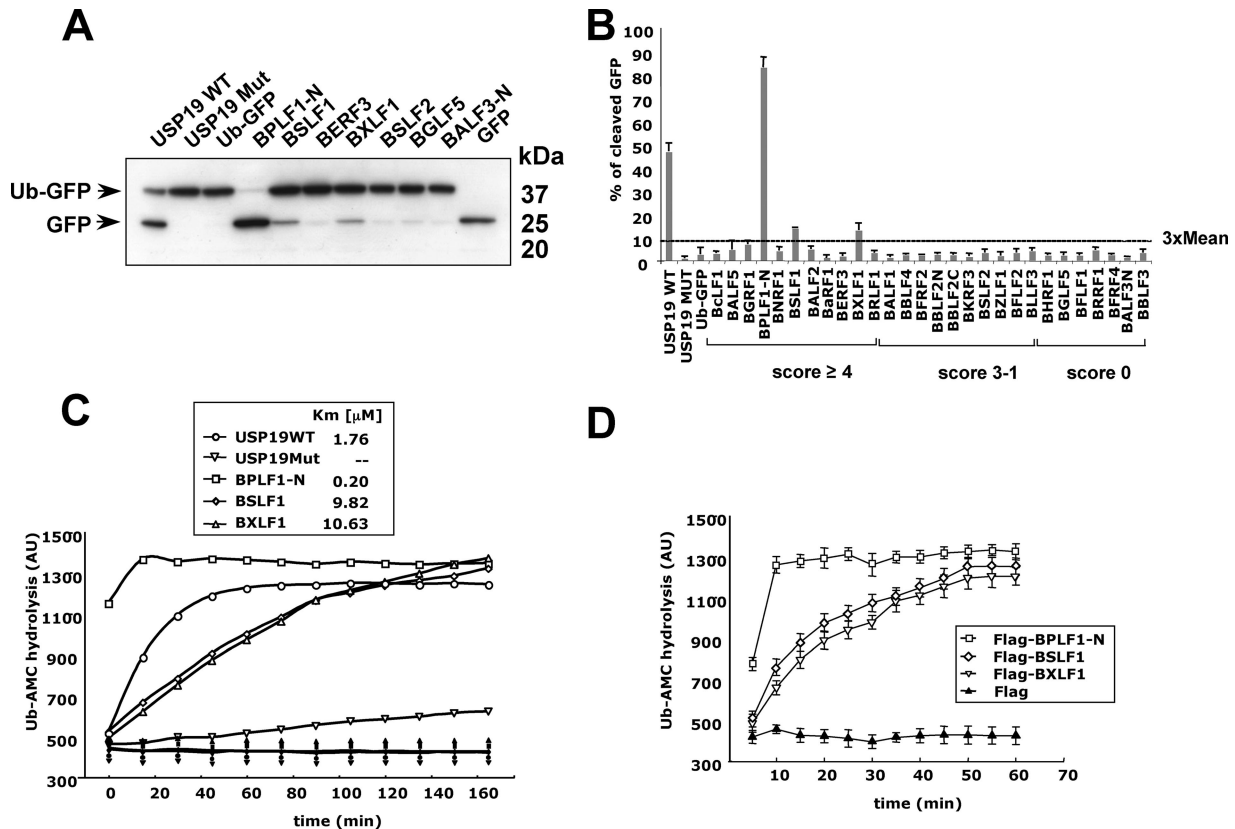 A
USP19 WT
USP19 Mut
Ub-GFP
BPLF1-N
BSLF1
BERF3
BXLF1
BSLF2
BGLF5
BALF3-N
GFP
kDa
Ub-GFP
37
GFP
25
20
B
% of cleaved GFP
100
90
80
70
60
50
40
30
20
10
0
3xMean
USP19 WT
USP19 MUT
Ub-GFP
BcLF1
BALF5
BGRF1
BPLF1-N
BNRF1
BSLF1
BALF2
BaRF1
BERF3
BXLF1
BRLF1
BALF1
BBLF4
BFRF2
BBLF2N
BBLF2C
BKRF3
BSLF2
BZLF1
BFLF2
BLLF3
BHRF1
BGLF5
BFLF1
BRRF1
BFRF4
BALF3N
BBLF3
score ≥ 4
score 3-1
score 0
C
Km [μM]
USP19WT 1.76
USP19Mut --
BPLF1-N 0.20
BSLF1 9.82
BXLF1 10.63
Ub-AMC hydrolysis (AU)
1500
1300
1100
900
700
500
300
0 20 40 60 80 100 120 140 160
time (min)
D
Ub-AMC hydrolysis (AU)
1500
1300
1100
900
700
500
300
Flag-BPLF1-N
Flag-BSLF1
Flag-BXLF1
Flag
10 20 30 40 50 60 70
time (min)